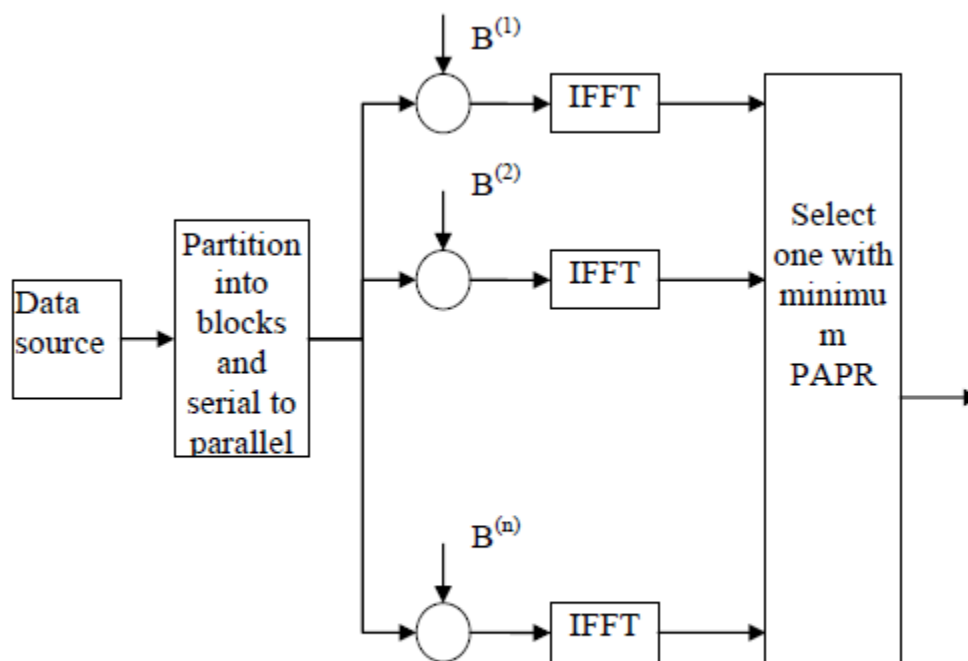 Data
source
Partition
into
blocks
and
serial to
parallel
B(1)
IFFT
B(2)
IFFT
B(n)
IFFT
Select
one with
minimu
m
PAPR